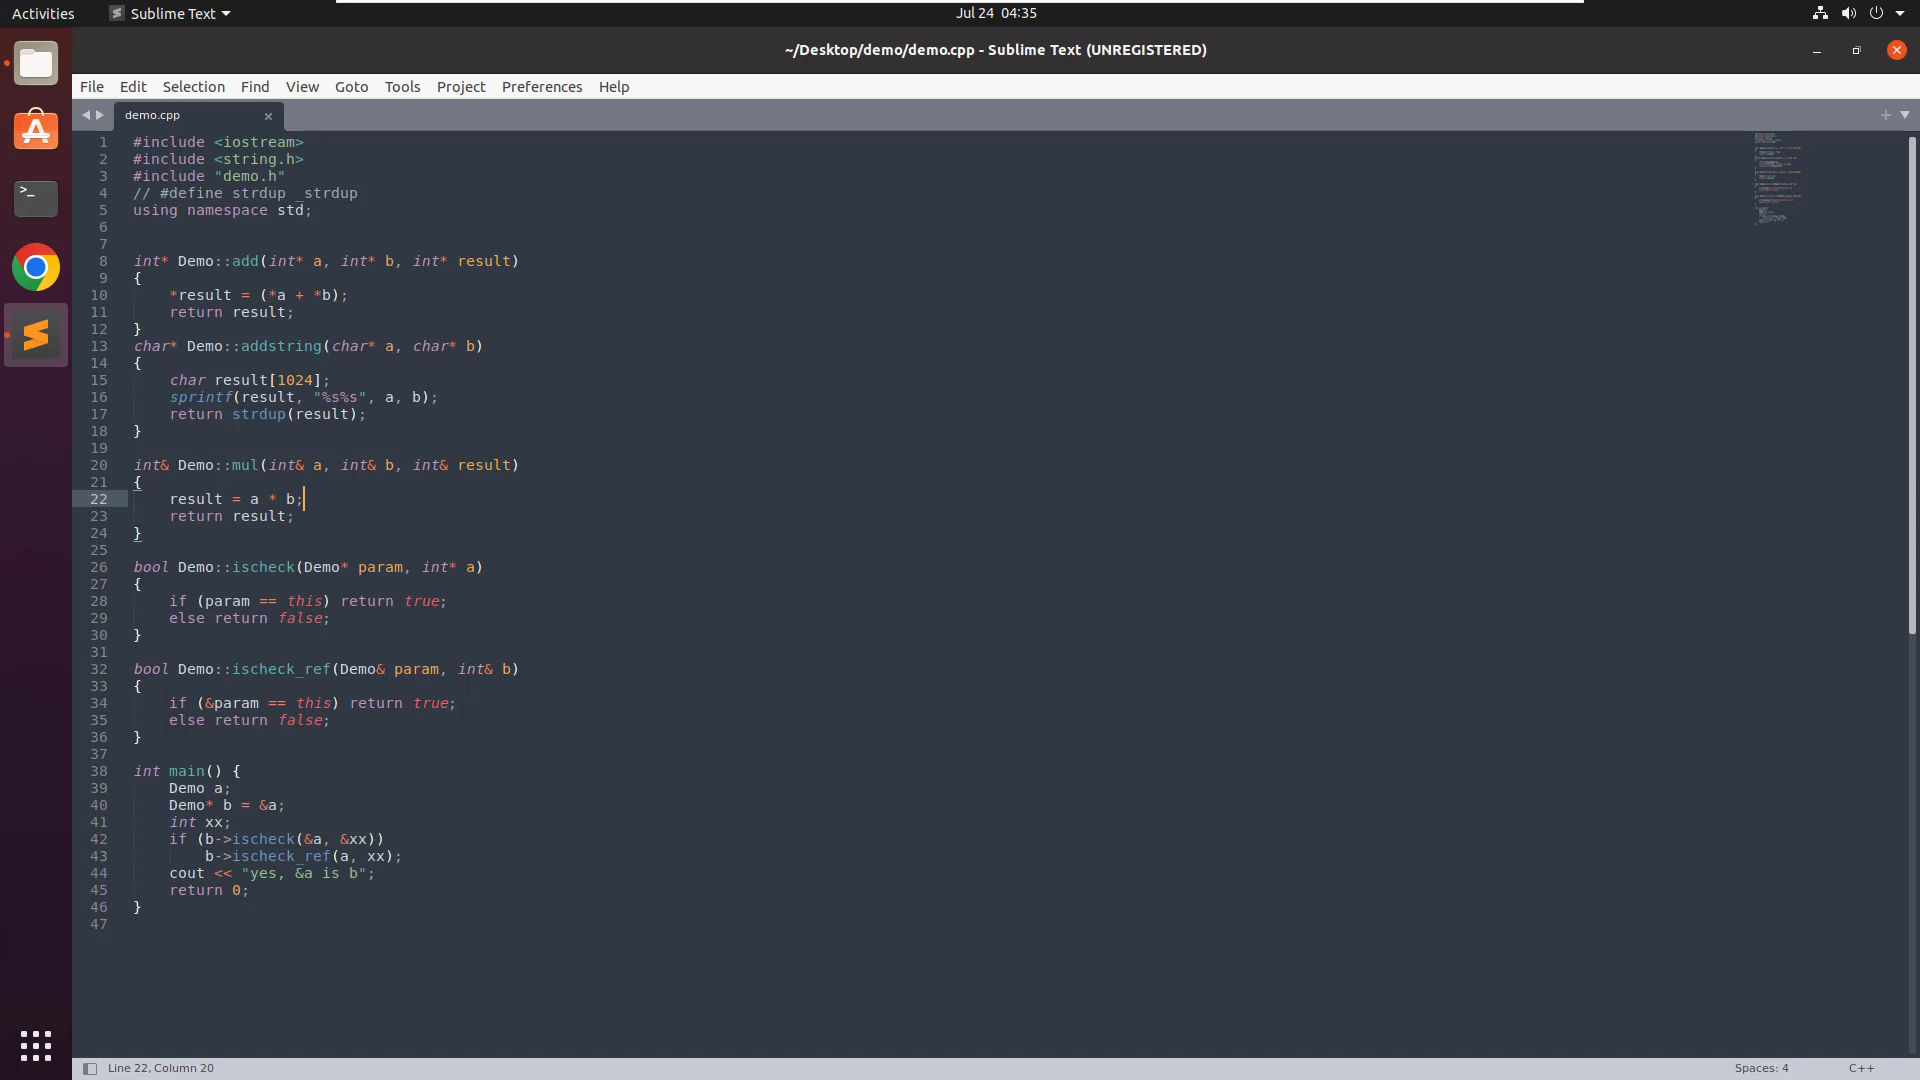 Activities
Sublime Text
Jul 24 04:35
~/Desktop/demo/demo.cpp - Sublime Text (UNREGISTERED)
File Edit Selection Find View Goto Tools Project Preferences Help
demo.cpp
1 #include <iostream>
2 #include <string.h>
3 #include "demo.h"
4 // #define strdup _strdup
5 using namespace std;
6
7
8 int* Demo::add(int* a, int* b, int* result)
9 {
10     *result = (*a + *b);
11     return result;
12 }
13 char* Demo::addstring(char* a, char* b)
14 {
15     char result[1024];
16     sprintf(result, "%s%s", a, b);
17     return strdup(result);
18 }
19
20 int& Demo::mul(int& a, int& b, int& result)
21 {
22     result = a * b;
23     return result;
24 }
25
26 bool Demo::ischeck(Demo* param, int* a)
27 {
28     if (param == this) return true;
29     else return false;
30 }
31
32 bool Demo::ischeck_ref(Demo& param, int& b)
33 {
34     if (&param == this) return true;
35     else return false;
36 }
37
38 int main() {
39     Demo a;
40     Demo* b = &a;
41     int xx;
42     if (b->ischeck(&a, &xx))
43         b->ischeck_ref(a, xx);
44     cout << "yes, &a is b";
45     return 0;
46 }
47
Line 22, Column 20
Spaces: 4
C++